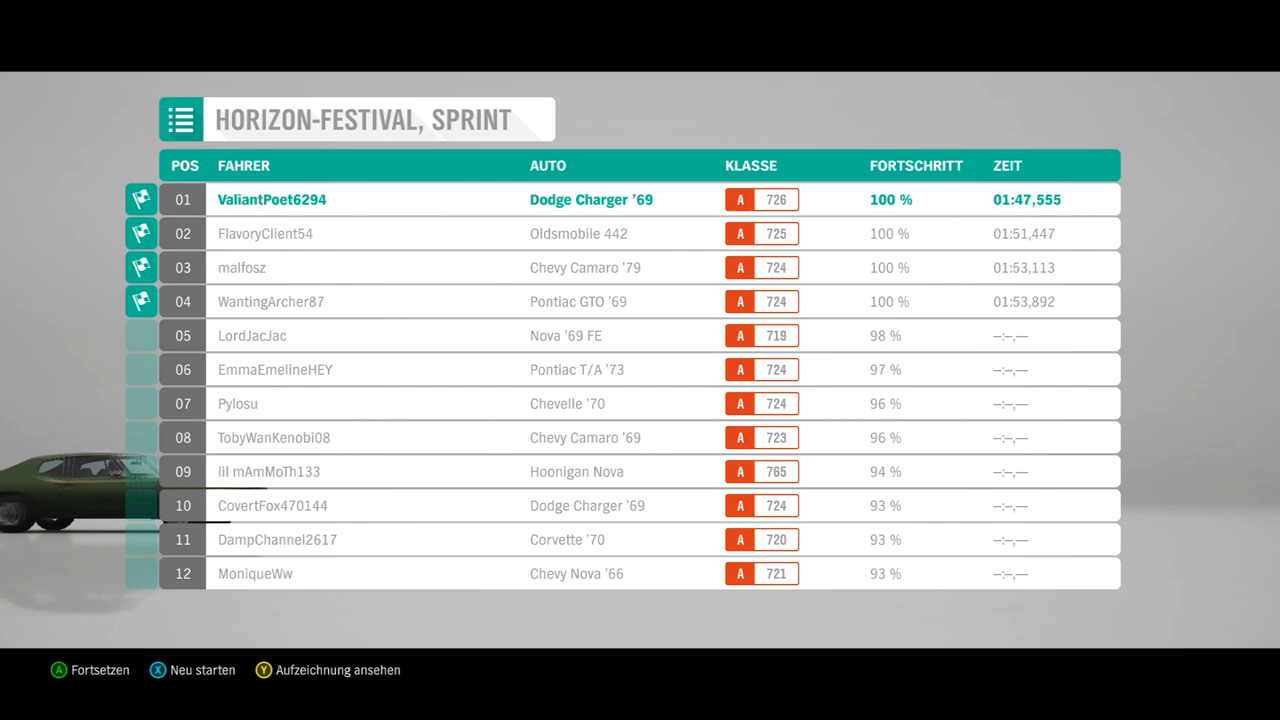 HORIZON-FESTIVAL, SPRINT
POS FAHRER AUTO KLASSE FORTSCHRITT ZEIT
01 ValiantPoet6294 Dodge Charger ’69 A 726 100 % 01:47,555
02 FlavoryClient54 Oldsmobile 442 A 725 100 % 01:51,447
03 malfosz Chevy Camaro ’79 A 724 100 % 01:53,113
04 WantingArcher87 Pontiac GTO ’69 A 724 100 % 01:53,892
05 LordJacJac Nova ’69 FE A 719 98 % –:–,––
06 EmmaEmelineHEY Pontiac T/A ’73 A 724 97 % –:–,––
07 Pylosu Chevelle ’70 A 724 96 % –:–,––
08 TobyWanKenobi08 Chevy Camaro ’69 A 723 96 % –:–,––
09 lil mAmMoTh133 Hoonigan Nova A 765 94 % –:–,––
10 CovertFox470144 Dodge Charger ’69 A 724 93 % –:–,––
11 DampChannel2617 Corvette ’70 A 720 93 % –:–,––
12 MoniqueWw Chevy Nova ’66 A 721 93 % –:–,––
A Fortsetzen X Neu starten Y Aufzeichnung ansehen